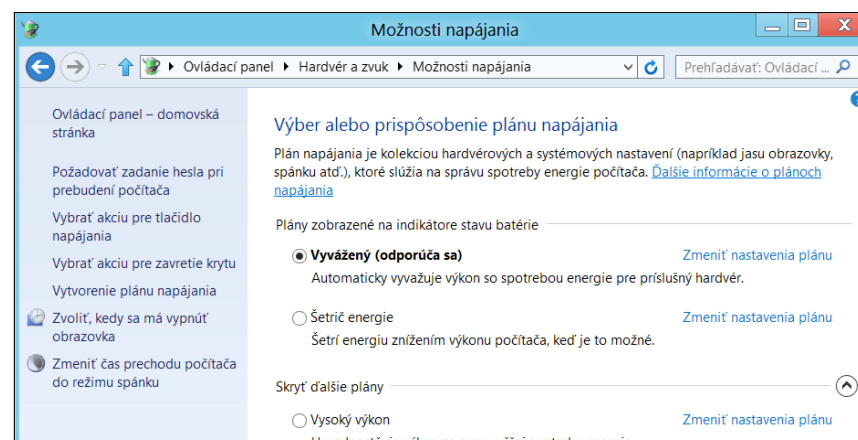 Možnosti napájania
Ovládací panel Hardvér a zvuk Možnosti napájania
Prehľadávať: Ovládací ...
Ovládací panel – domovská
stránka
Požadovať zadanie hesla pri
prebudení počítača
Vybrať akciu pre tlačidlo
napájania
Vybrať akciu pre zavretie krytu
Vytvorenie plánu napájania
Zvoliť, kedy sa má vypnúť
obrazovka
Zmeniť čas prechodu počítača
do režimu spánku
Výber alebo prispôsobenie plánu napájania
Plán napájania je kolekciou hardvérových a systémových nastavení (napríklad jasu obrazovky,
spánku atď.), ktoré slúžia na správu spotreby energie počítača. Ďalšie informácie o plánoch
napájania
Plány zobrazené na indikátore stavu batérie
Vyvážený (odporúča sa) Zmeniť nastavenia plánu
Automaticky vyvažuje výkon so spotrebou energie pre príslušný hardvér.
Šetrič energie Zmeniť nastavenia plánu
Šetrí energiu znížením výkonu počítača, keď je to možné.
Skryť ďalšie plány
Vysoký výkon Zmeniť nastavenia plánu